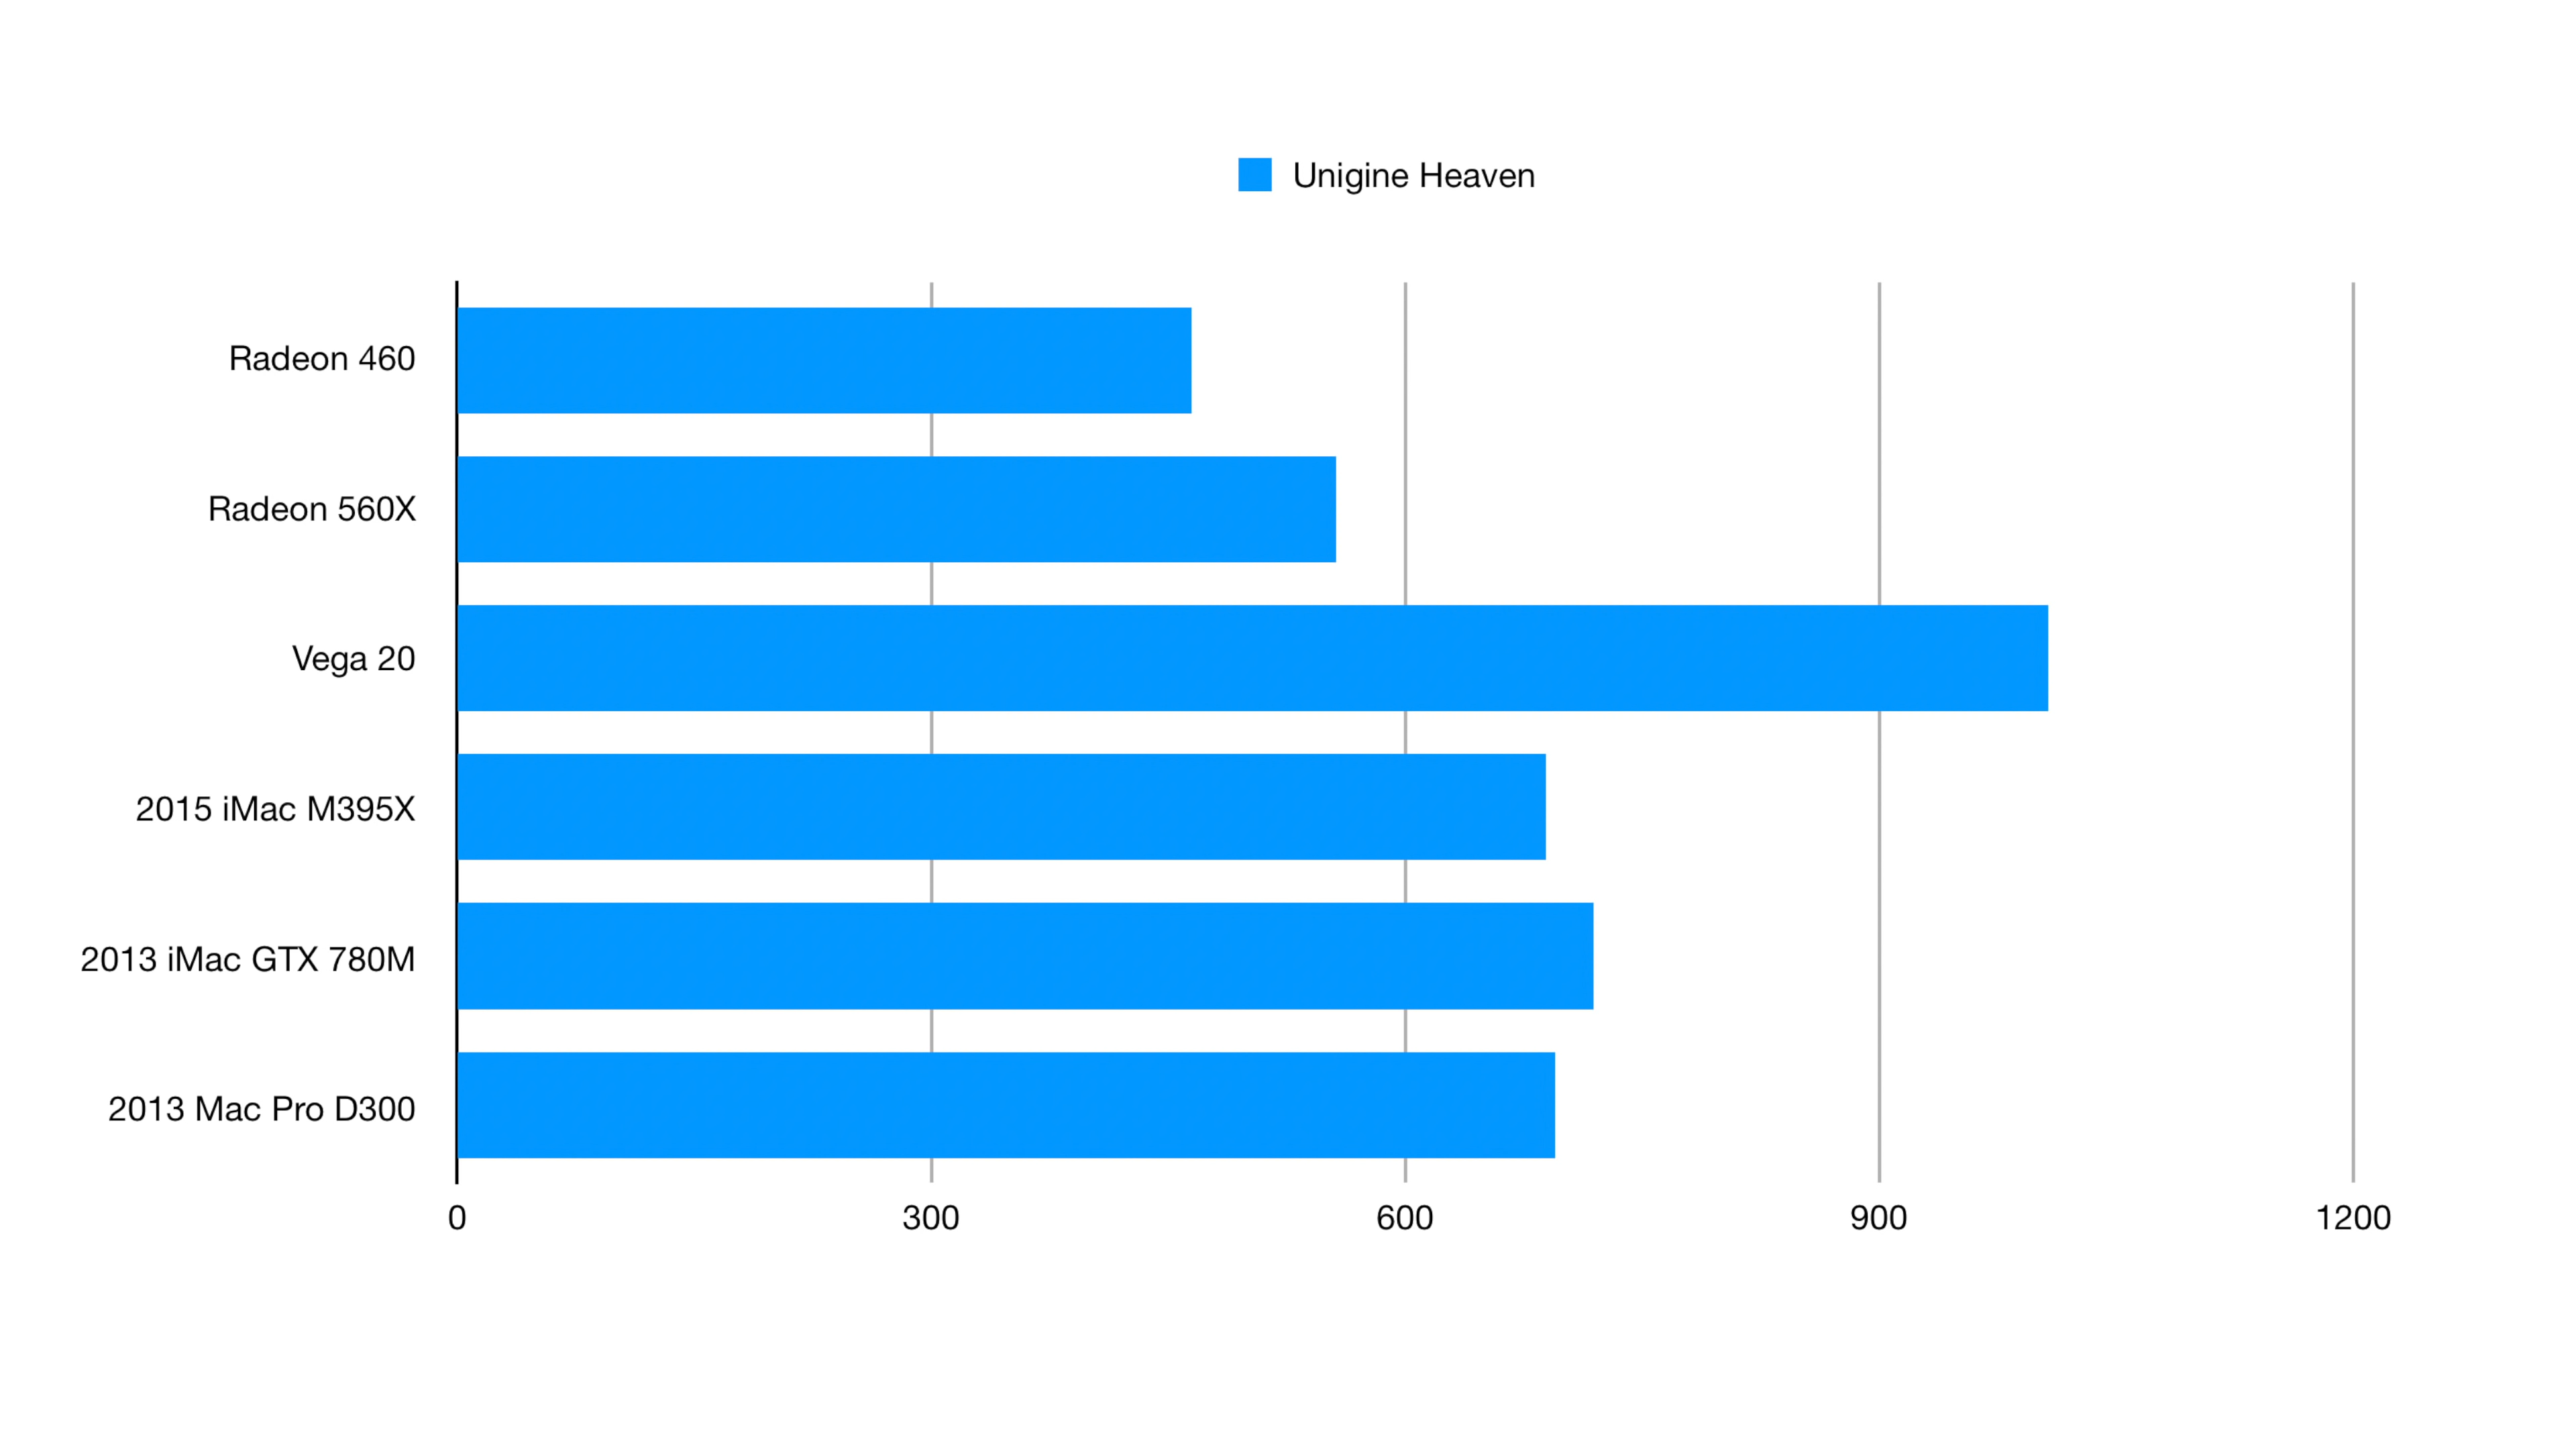 Unigine Heaven
Radeon 460
Radeon 560X
Vega 20
2015 iMac M395X
2013 iMac GTX 780M
2013 Mac Pro D300
0 300 600 900 1200